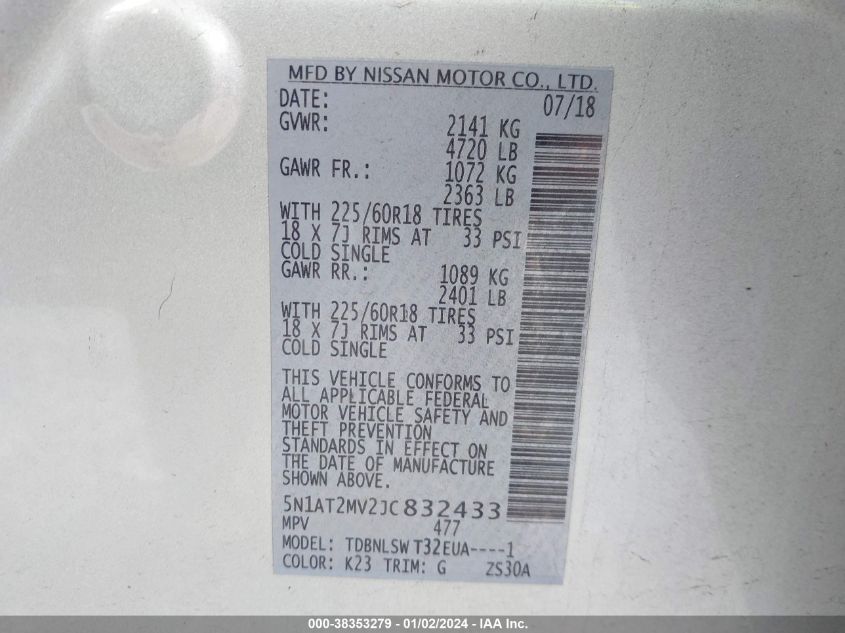 MFD BY NISSAN MOTOR CO., LTD.
DATE: 07/18
GVWR: 2141 KG
4720 LB
GAWR FR.: 1072 KG
2363 LB
WITH 225/60R18 TIRES
18 X 7J RIMS AT 33 PSI
COLD SINGLE
GAWR RR.: 1089 KG
2401 LB
WITH 225/60R18 TIRES
18 X 7J RIMS AT 33 PSI
COLD SINGLE
THIS VEHICLE CONFORMS TO
ALL APPLICABLE FEDERAL
MOTOR VEHICLE SAFETY AND
THEFT PREVENTION
STANDARDS IN EFFECT ON
THE DATE OF MANUFACTURE
SHOWN ABOVE.
5N1AT2MV2JC832433
MPV 477
MODEL: TDBNLSW T32EUA----1
COLOR: K23 TRIM: G ZS30A
000-38353279 - 01/02/2024 - IAA Inc.